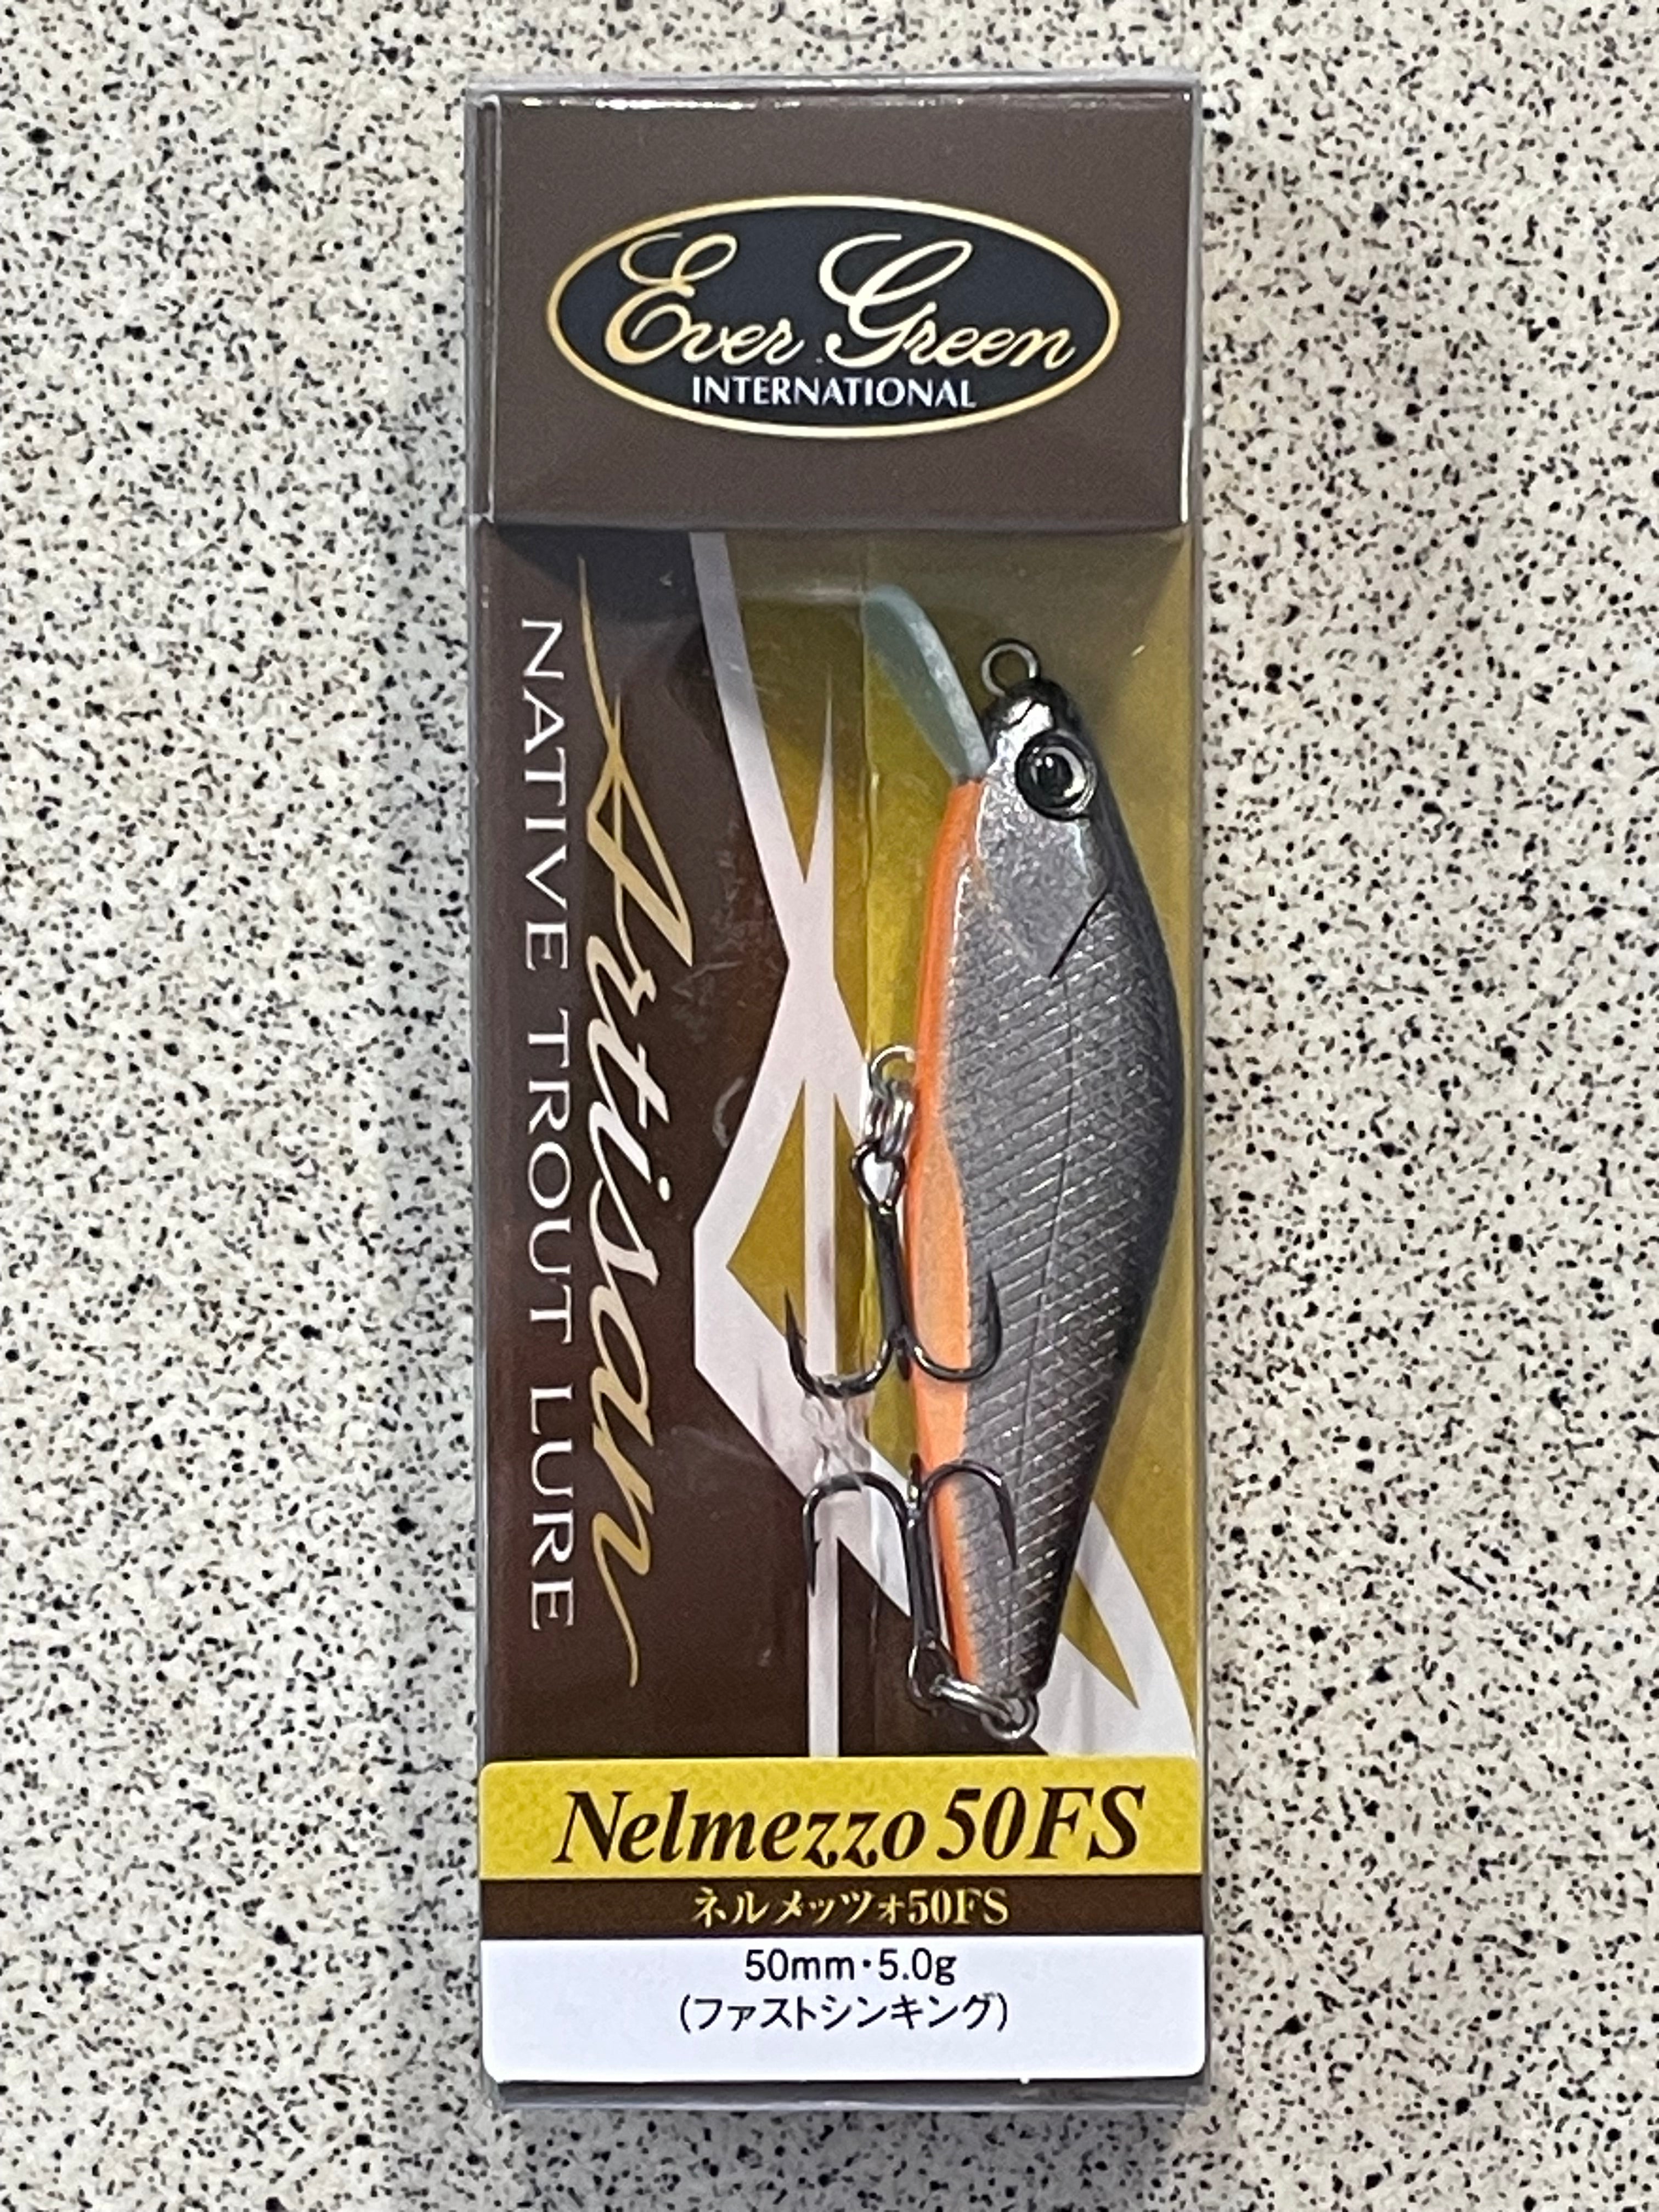 Ever Green
INTERNATIONAL
Artisan
NATIVE TROUT LURE
Nelmezzo 50FS
ネルメッツォ50FS
50mm・5.0g
(ファストシンキング)